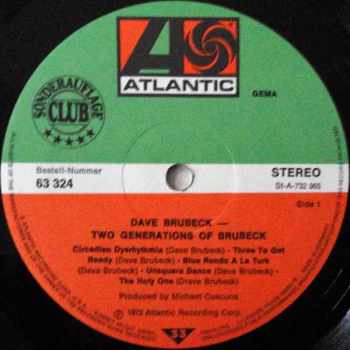 ATLANTIC
GEMA
SONDERAUFLAGE
CLUB
Bestell-Nummer
63 324
STEREO
St-A-732 965
Side 1
DAVE BRUBECK —
TWO GENERATIONS OF BRUBECK
Circadian Dysrhythmia (Dave Brubeck) - Three To Get
Ready (Dave Brubeck) - Blue Rondo A La Turk
(Dave Brubeck) - Unsquare Dance (Dave Brubeck) -
The Holy One (Dave Brubeck)
Produced by Michael Cuscuna
℗ 1973 Atlantic Recording Corp.
33